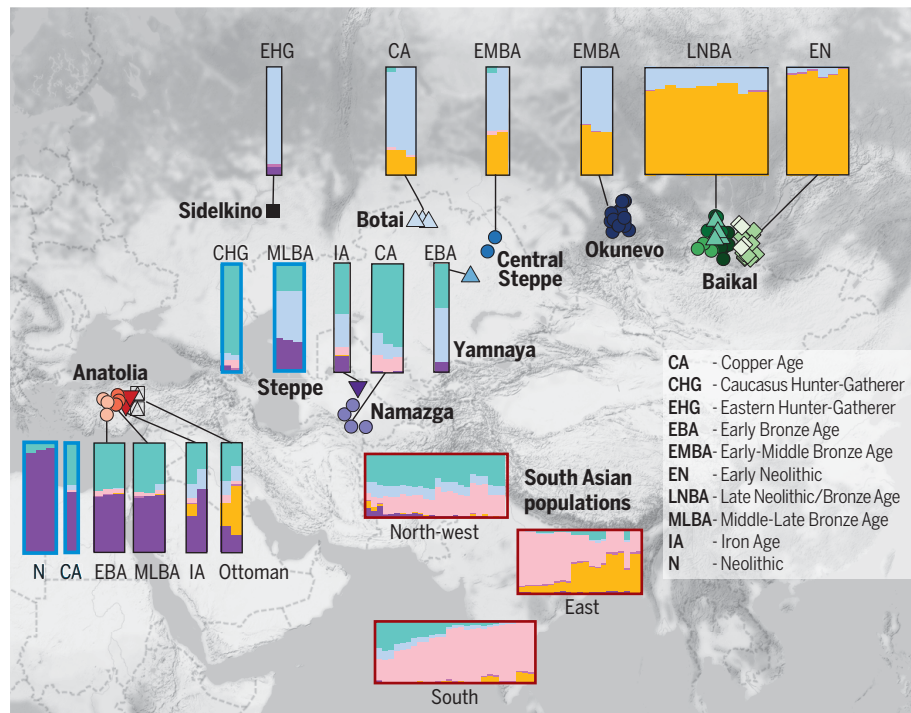 EHG
CA
EMBA
EMBA
LNBA
EN
Sidelkino
Botai
Central
Steppe
Okunevo
Baikal
CHG
MLBA
IA
CA
EBA
Yamnaya
Steppe
Namazga
Anatolia
N
CA
EBA
MLBA
IA
Ottoman
South Asian
populations
North-west
East
South
CA - Copper Age
CHG - Caucasus Hunter-Gatherer
EHG - Eastern Hunter-Gatherer
EBA - Early Bronze Age
EMBA - Early-Middle Bronze Age
EN - Early Neolithic
LNBA - Late Neolithic/Bronze Age
MLBA - Middle-Late Bronze Age
IA - Iron Age
N - Neolithic